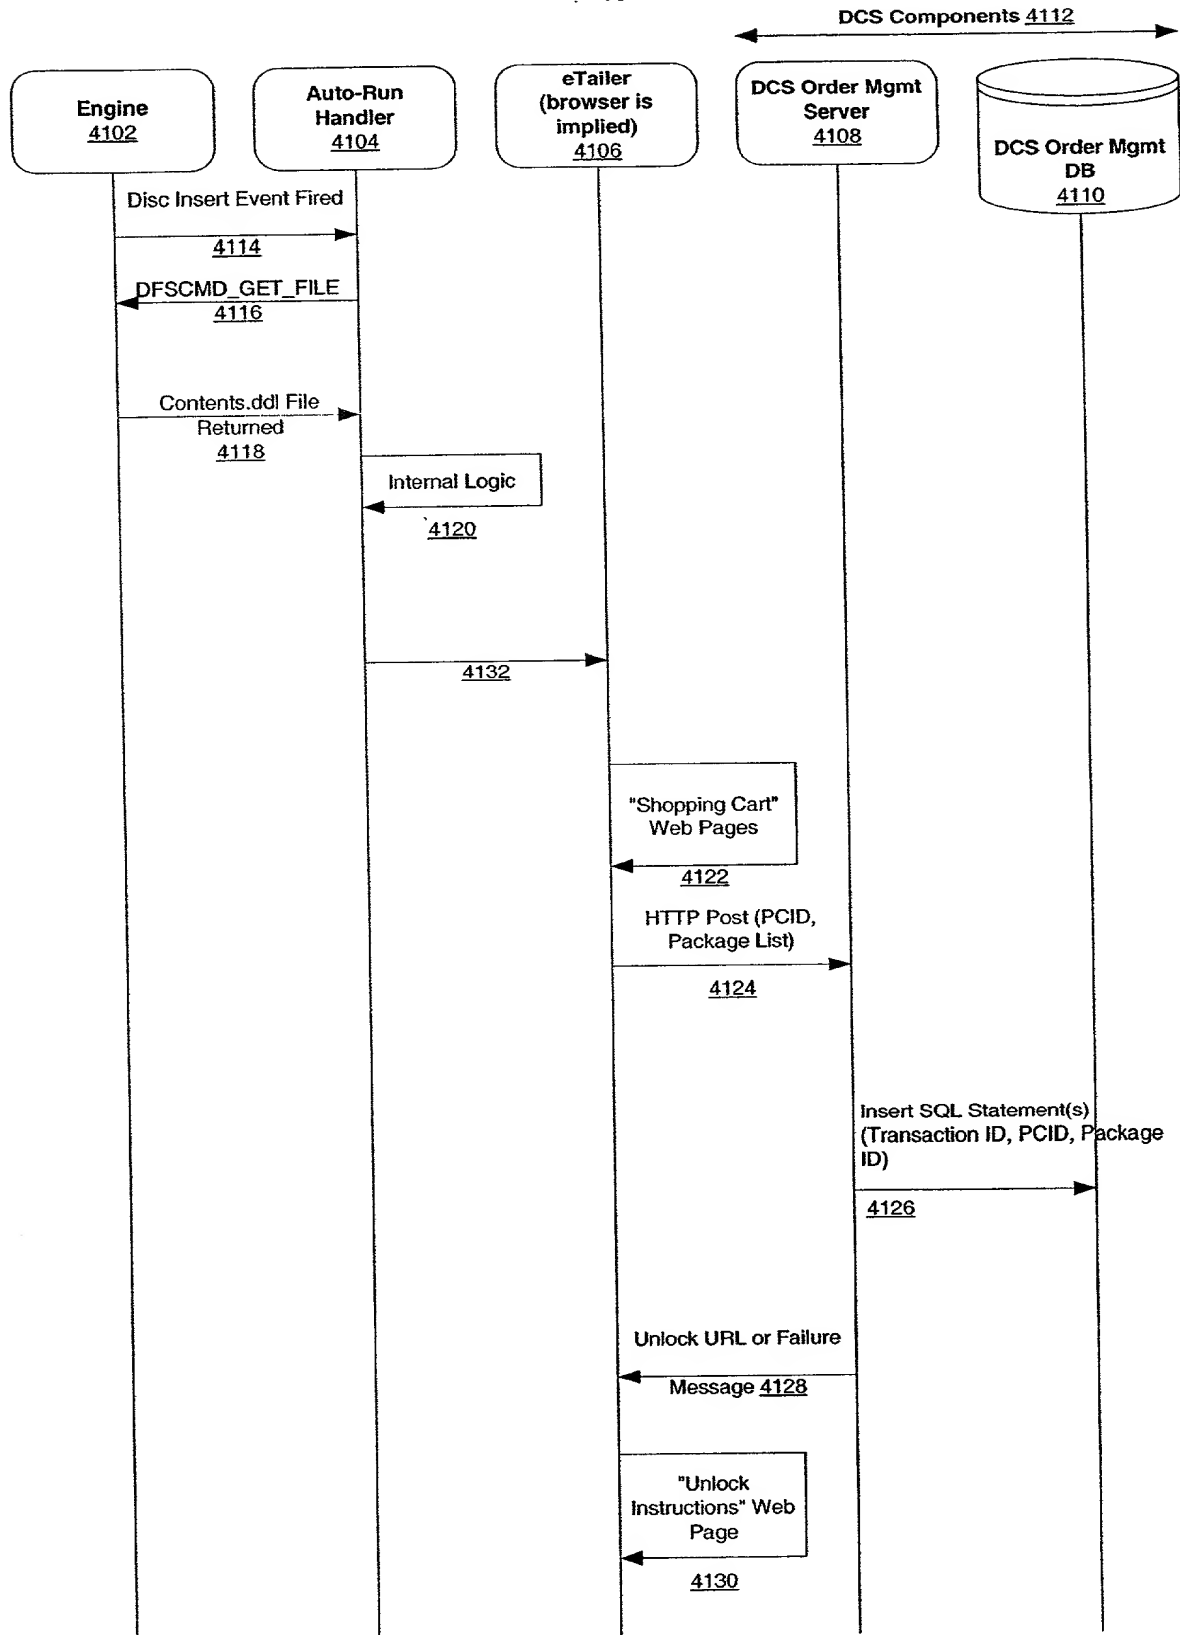 DCS Components 4112
Engine
4102
Auto-Run
Handler
4104
eTailer
(browser is
implied)
4106
DCS Order Mgmt
Server
4108
DCS Order Mgmt
DB
4110
Disc Insert Event Fired
4114
DFSCMD_GET_FILE
4116
Contents.ddl File
Returned
4118
Internal Logic
4120
4132
"Shopping Cart"
Web Pages
4122
HTTP Post (PCID,
Package List)
4124
Insert SQL Statement(s)
(Transaction ID, PCID, Package
ID)
4126
Unlock URL or Failure
Message 4128
"Unlock
Instructions" Web
Page
4130